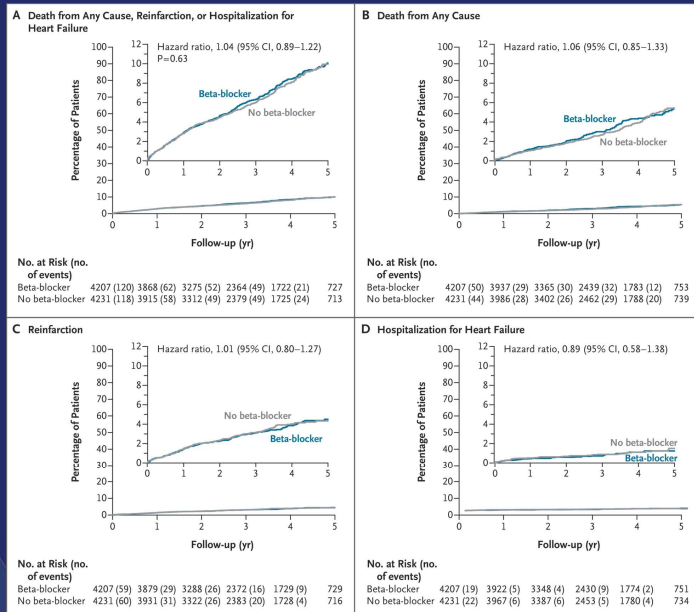 A Death from Any Cause, Reinfarction, or Hospitalization for
Heart Failure
Percentage of Patients
100
90
80
70
60
50
40
30
20
10
0
12
10
8
6
4
2
0
Hazard ratio, 1.04 (95% CI, 0.89–1.22)
P=0.63
Beta-blocker
No beta-blocker
0 1 2 3 4 5
0 1 2 3 4 5
Follow-up (yr)
No. at Risk (no.
of events)
Beta-blocker 4207 (120) 3868 (62) 3275 (52) 2364 (49) 1722 (21) 727
No beta-blocker 4231 (118) 3915 (58) 3312 (49) 2379 (49) 1725 (24) 713
B Death from Any Cause
Percentage of Patients
100
90
80
70
60
50
40
30
20
10
0
12
10
8
6
4
2
0
Hazard ratio, 1.06 (95% CI, 0.85–1.33)
Beta-blocker
No beta-blocker
0 1 2 3 4 5
0 1 2 3 4 5
Follow-up (yr)
No. at Risk (no.
of events)
Beta-blocker 4207 (50) 3937 (29) 3365 (30) 2439 (32) 1783 (12) 753
No beta-blocker 4231 (44) 3986 (28) 3402 (26) 2462 (29) 1788 (20) 739
C Reinfarction
Percentage of Patients
100
90
80
70
60
50
40
30
20
10
0
12
10
8
6
4
2
0
Hazard ratio, 1.01 (95% CI, 0.80–1.27)
No beta-blocker
Beta-blocker
0 1 2 3 4 5
0 1 2 3 4 5
Follow-up (yr)
No. at Risk (no.
of events)
Beta-blocker 4207 (59) 3879 (29) 3288 (26) 2372 (16) 1729 (9) 729
No beta-blocker 4231 (60) 3931 (31) 3322 (26) 2383 (20) 1728 (4) 716
D Hospitalization for Heart Failure
Percentage of Patients
100
90
80
70
60
50
40
30
20
10
0
12
10
8
6
4
2
0
Hazard ratio, 0.89 (95% CI, 0.58–1.38)
No beta-blocker
Beta-blocker
0 1 2 3 4 5
0 1 2 3 4 5
Follow-up (yr)
No. at Risk (no.
of events)
Beta-blocker 4207 (19) 3922 (5) 3348 (4) 2430 (9) 1774 (2) 751
No beta-blocker 4231 (22) 3967 (6) 3387 (6) 2453 (5) 1780 (4) 734